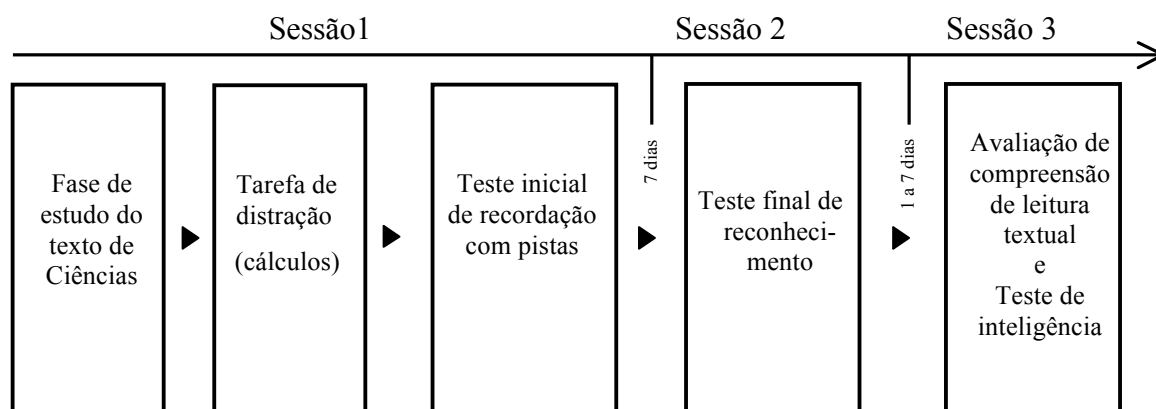 Sessão1
Sessão 2
Sessão 3
Fase de
estudo do
texto de
Ciências
Tarefa de
distração
(cálculos)
Teste inicial
de recordação
com pistas
7 dias
Teste final de
reconheci-
mento
1 a 7 dias
Avaliação de
compreensão
de leitura
textual
e
Teste de
inteligência